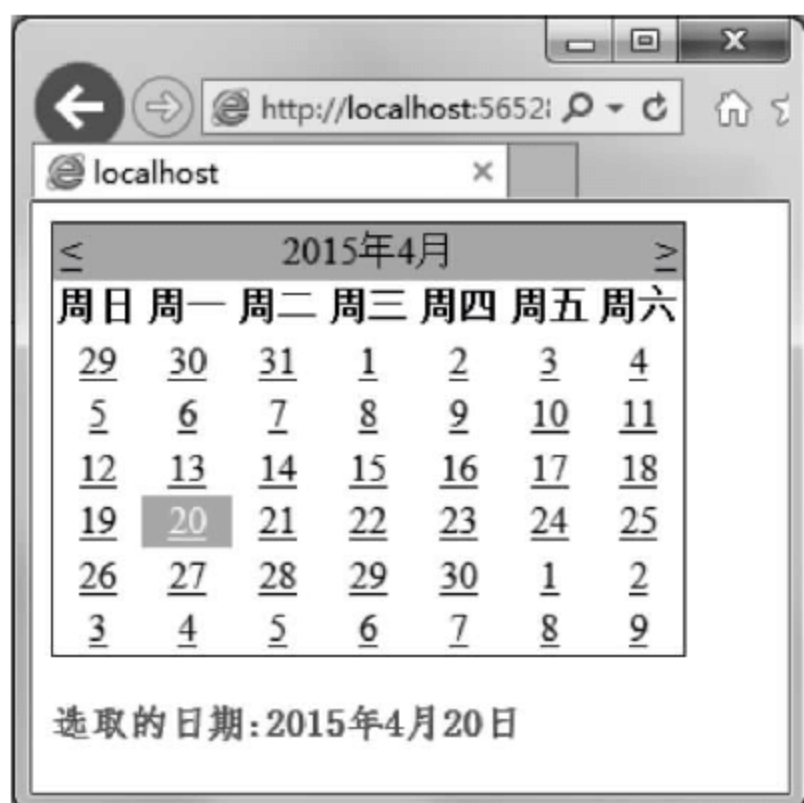 http://localhost:5652
localhost
< 2015年4月 >
周日 周一 周二 周三 周四 周五 周六
29 30 31 1 2 3 4
5 6 7 8 9 10 11
12 13 14 15 16 17 18
19 20 21 22 23 24 25
26 27 28 29 30 1 2
3 4 5 6 7 8 9
选取的日期:2015年4月20日